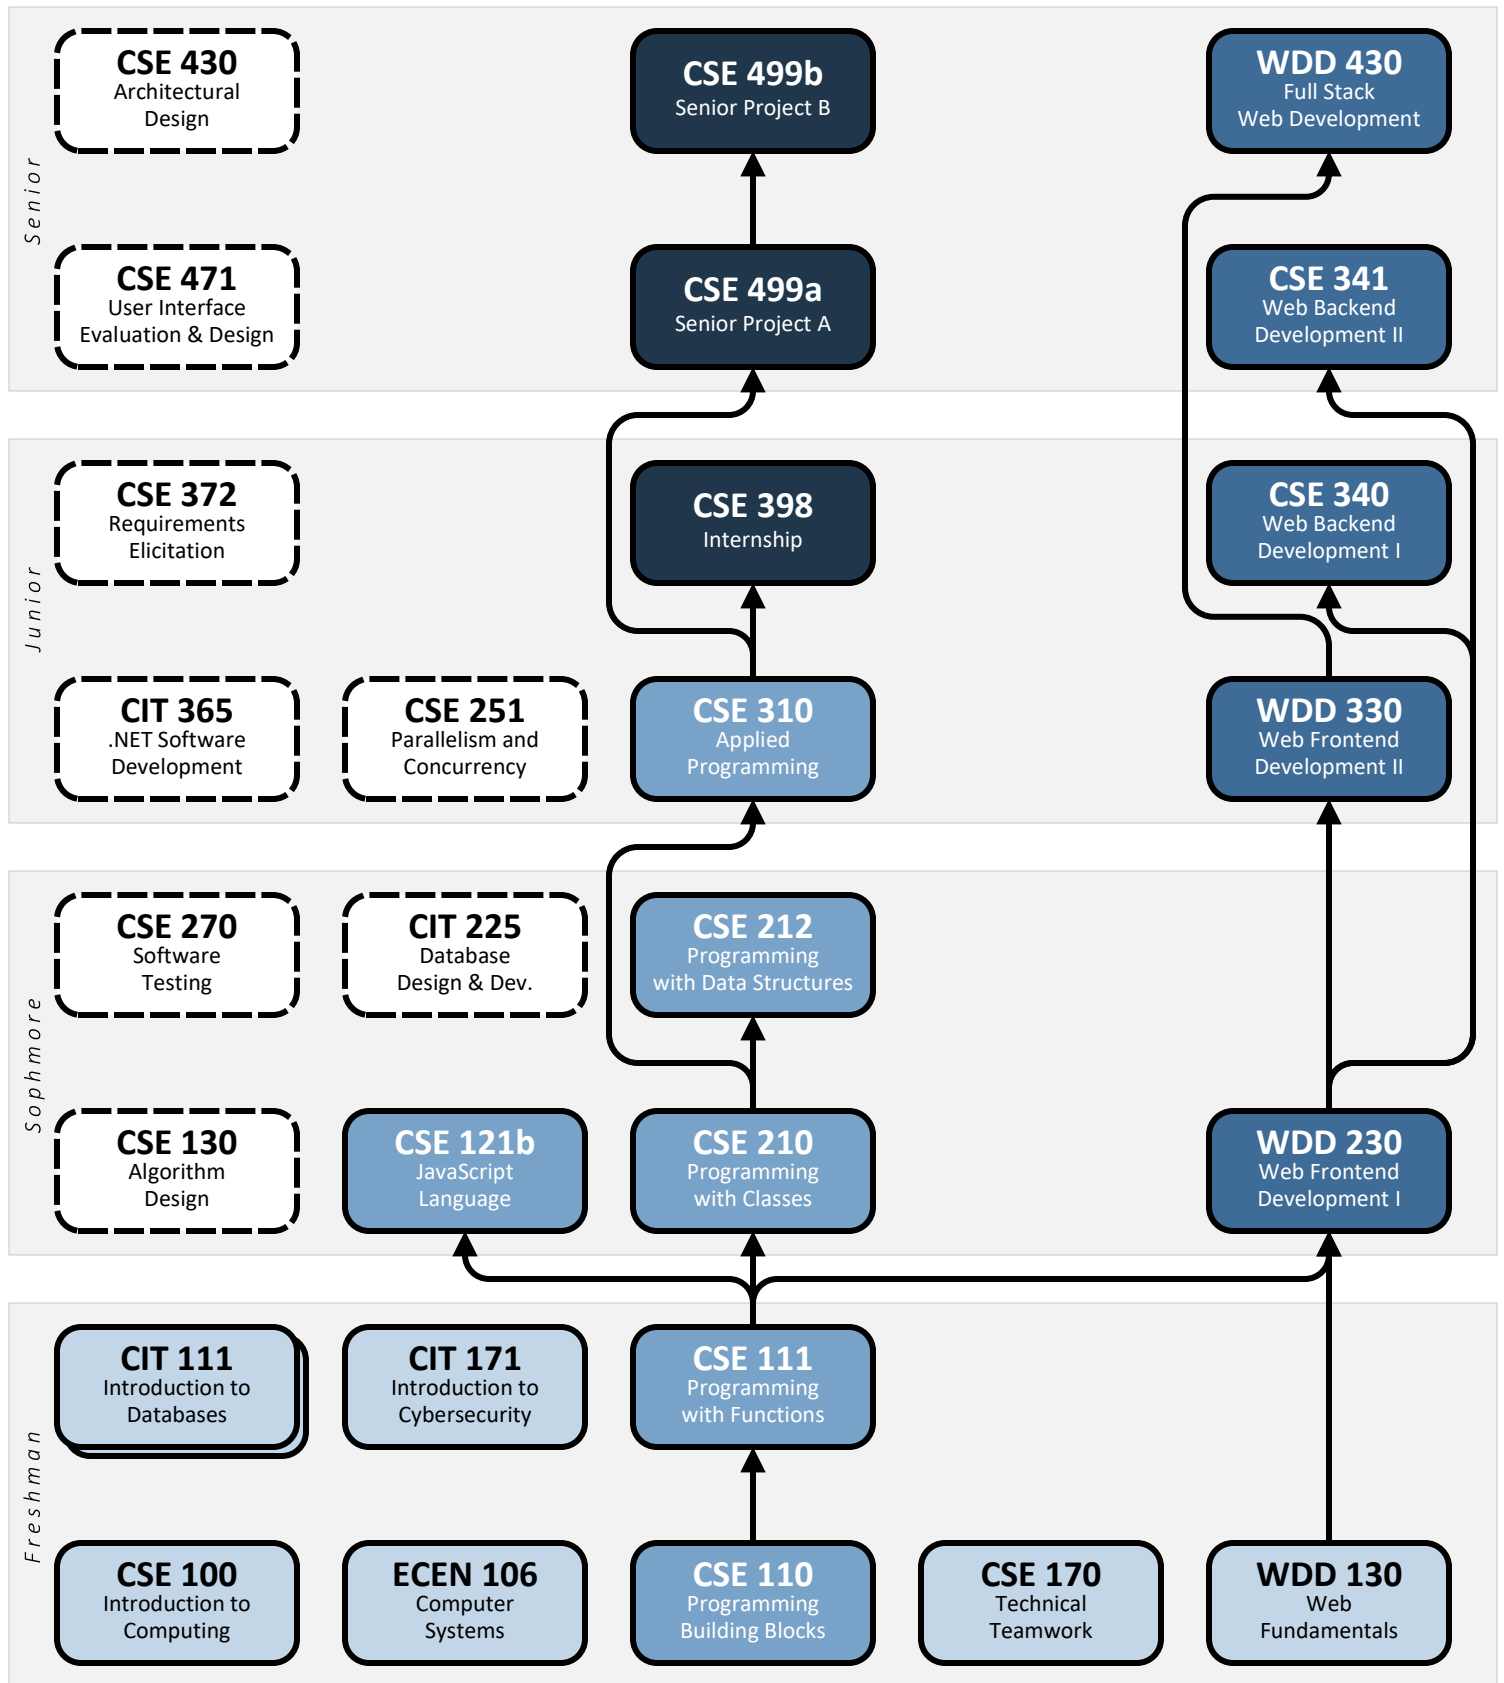 Senior
CSE 430
Architectural
Design
CSE 499b
Senior Project B
WDD 430
Full Stack
Web Development
CSE 471
User Interface
Evaluation & Design
CSE 499a
Senior Project A
CSE 341
Web Backend
Development II
Junior
CSE 372
Requirements
Elicitation
CSE 398
Internship
CSE 340
Web Backend
Development I
CIT 365
.NET Software
Development
CSE 251
Parallelism and
Concurrency
CSE 310
Applied
Programming
WDD 330
Web Frontend
Development II
Sophmore
CSE 270
Software
Testing
CIT 225
Database
Design & Dev.
CSE 212
Programming
with Data Structures
CSE 130
Algorithm
Design
CSE 121b
JavaScript
Language
CSE 210
Programming
with Classes
WDD 230
Web Frontend
Development I
Freshman
CIT 111
Introduction to
Databases
CIT 171
Introduction to
Cybersecurity
CSE 111
Programming
with Functions
CSE 100
Introduction to
Computing
ECEN 106
Computer
Systems
CSE 110
Programming
Building Blocks
CSE 170
Technical
Teamwork
WDD 130
Web
Fundamentals